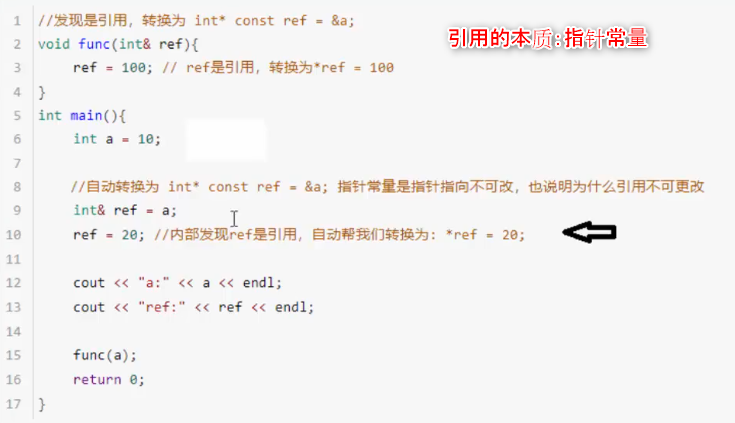 1 //发现是引用，转换为 int* const ref = &a;
引用的本质:指针常量
2 void func(int& ref){
3 ref = 100; // ref是引用，转换为*ref = 100
4 }
5 int main(){
6 int a = 10;
7
8 //自动转换为 int* const ref = &a; 指针常量是指针指向不可改，也说明为什么引用不可更改
9 int& ref = a;
10 ref = 20; //内部发现ref是引用，自动帮我们转换为: *ref = 20;
11
12 cout << "a:" << a << endl;
13 cout << "ref:" << ref << endl;
14
15 func(a);
16 return 0;
17 }